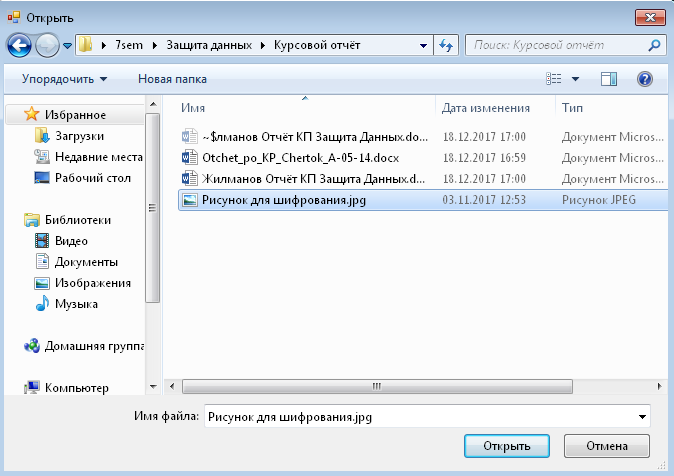 Открыть
7sem Защита данных Курсовой отчёт Поиск: Курсовой отчёт
Упорядочить Новая папка
Избранное
Загрузки
Недавние места
Рабочий стол
Библиотеки
Видео
Документы
Изображения
Музыка
Домашняя группа
Компьютер
Имя Дата изменения Тип
~$лманов Отчёт КП Защита Данных.do... 18.12.2017 17:00 Документ Micros...
Otchet_po_KP_Chertok_A-05-14.docx 18.12.2017 16:59 Документ Micros...
Жилманов Отчёт КП Защита Данных.d... 18.12.2017 17:00 Документ Micros...
Рисунок для шифрования.jpg 03.11.2017 12:53 Рисунок JPEG
Имя файла: Рисунок для шифрования.jpg
Открыть Отмена